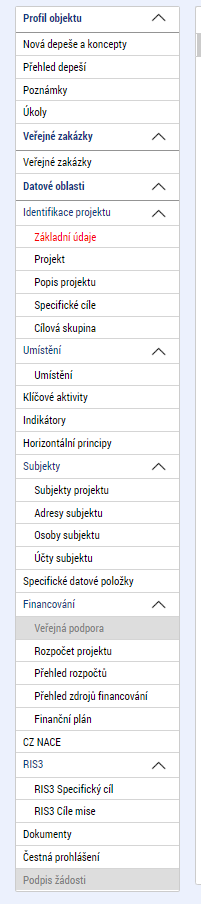 Profil objektu
Nová depeše a koncepty
Přehled depeší
Poznámky
Úkoly
Veřejné zakázky
Veřejné zakázky
Datové oblasti
Identifikace projektu
Základní údaje
Projekt
Popis projektu
Specifické cíle
Cílová skupina
Umístění
Umístění
Klíčové aktivity
Indikátory
Horizontální principy
Subjekty
Subjekty projektu
Adresy subjektu
Osoby subjektu
Účty subjektu
Specifické datové položky
Financování
Veřejná podpora
Rozpočet projektu
Přehled rozpočtů
Přehled zdrojů financování
Finanční plán
CZ NACE
RIS3
RIS3 Specifický cíl
RIS3 Cíle mise
Dokumenty
Čestná prohlášení
Podpis žádosti